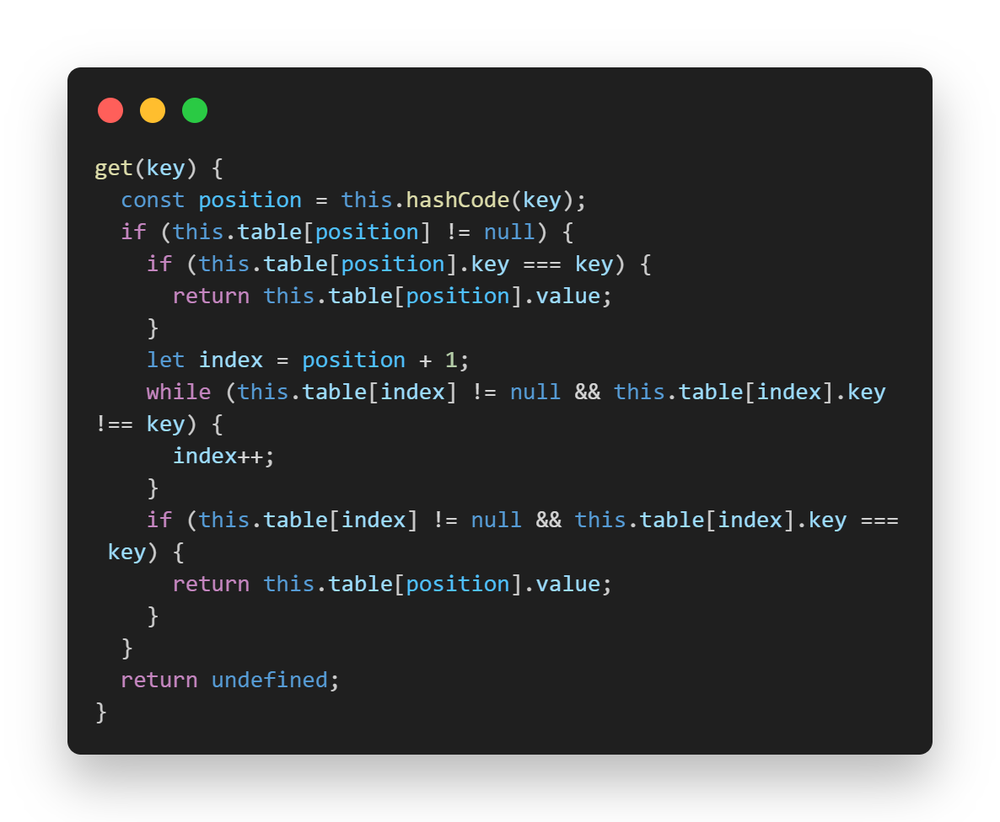 get(key) {
  const position = this.hashCode(key);
  if (this.table[position] != null) {
    if (this.table[position].key === key) {
      return this.table[position].value;
    }
    let index = position + 1;
    while (this.table[index] != null && this.table[index].key
!== key) {
      index++;
    }
    if (this.table[index] != null && this.table[index].key ===
 key) {
      return this.table[position].value;
    }
  }
  return undefined;
}